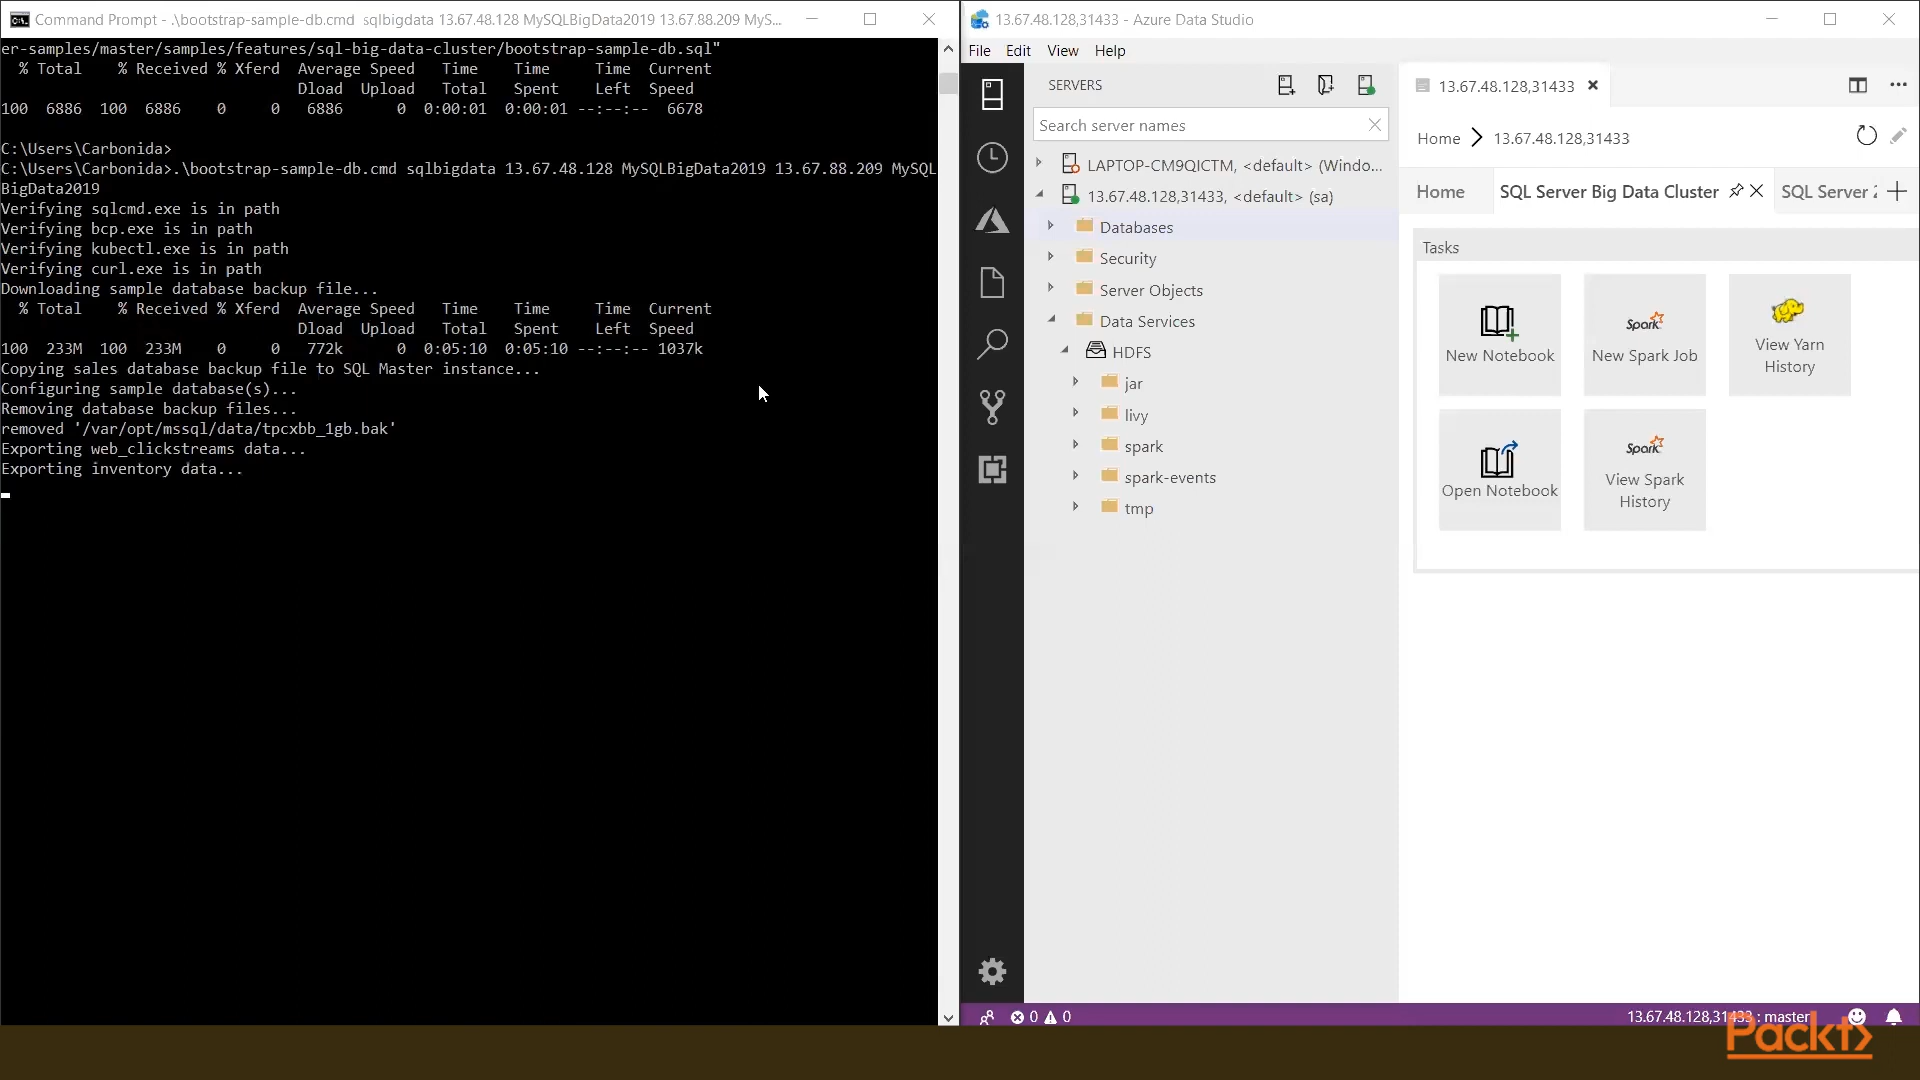 Command Prompt - .\bootstrap-sample-db.cmd  sqlbigdata 13.67.48.128 MySQLBigData2019 13.67.88.209 MyS...
er-samples/master/samples/features/sql-big-data-cluster/bootstrap-sample-db.sql"
% Total    % Received % Xferd  Average Speed   Time    Time     Time  Current
Dload  Upload   Total   Spent    Left  Speed
100  6886  100  6886    0     0   6886      0  0:00:01  0:00:01 --:--:--  6678
C:\Users\Carbonida>
C:\Users\Carbonida>.\bootstrap-sample-db.cmd sqlbigdata 13.67.48.128 MySQLBigData2019 13.67.88.209 MySQL
BigData2019
Verifying sqlcmd.exe is in path
Verifying bcp.exe is in path
Verifying kubectl.exe is in path
Verifying curl.exe is in path
Downloading sample database backup file...
% Total    % Received % Xferd  Average Speed   Time    Time     Time  Current
Dload  Upload   Total   Spent    Left  Speed
100  233M  100  233M    0     0   772k      0  0:05:10  0:05:10 --:--:-- 1037k
Copying sales database backup file to SQL Master instance...
Configuring sample database(s)...
Removing database backup files...
removed '/var/opt/mssql/data/tpcxbb_1gb.bak'
Exporting web_clickstreams data...
Exporting inventory data...
13.67.48.128,31433 - Azure Data Studio
File Edit View Help
SERVERS
Search server names
LAPTOP-CM9QICTM, <default> (Windo...
13.67.48.128,31433, <default> (sa)
Databases
Security
Server Objects
Data Services
HDFS
jar
livy
spark
spark-events
tmp
13.67.48.128,31433
Home > 13.67.48.128,31433
Home SQL Server Big Data Cluster SQL Server
Tasks
New Notebook
Spark
New Spark Job
View Yarn
History
Open Notebook
Spark
View Spark
History
0 0
13.67.48.128,31433 : master
Packt>